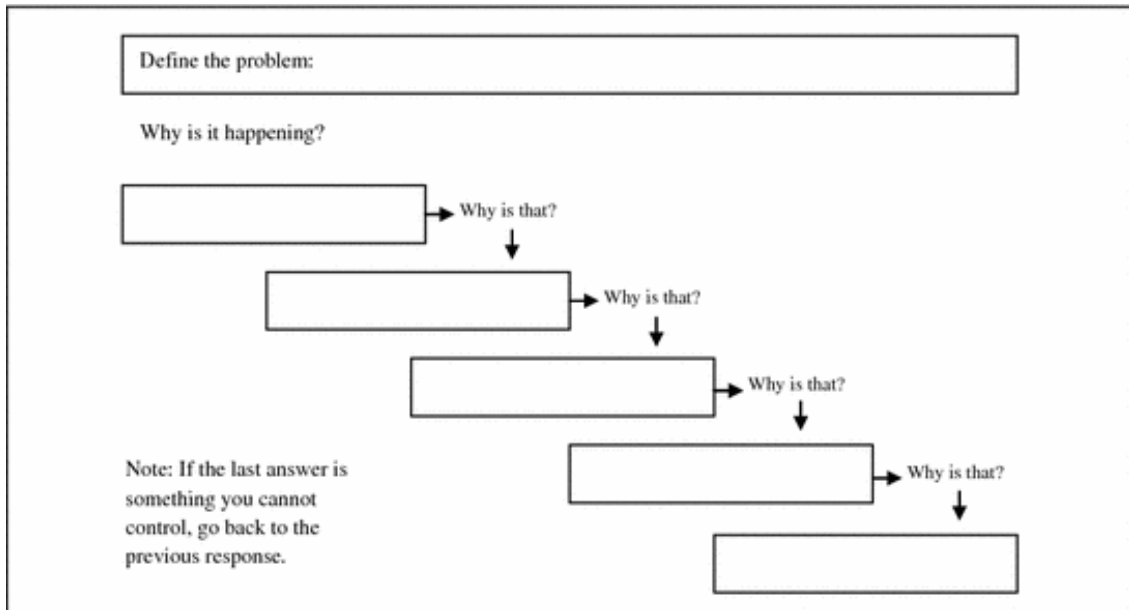 Define the problem:
Why is it happening?
Why is that?
Why is that?
Why is that?
Why is that?
Note: If the last answer is
something you cannot
control, go back to the
previous response.